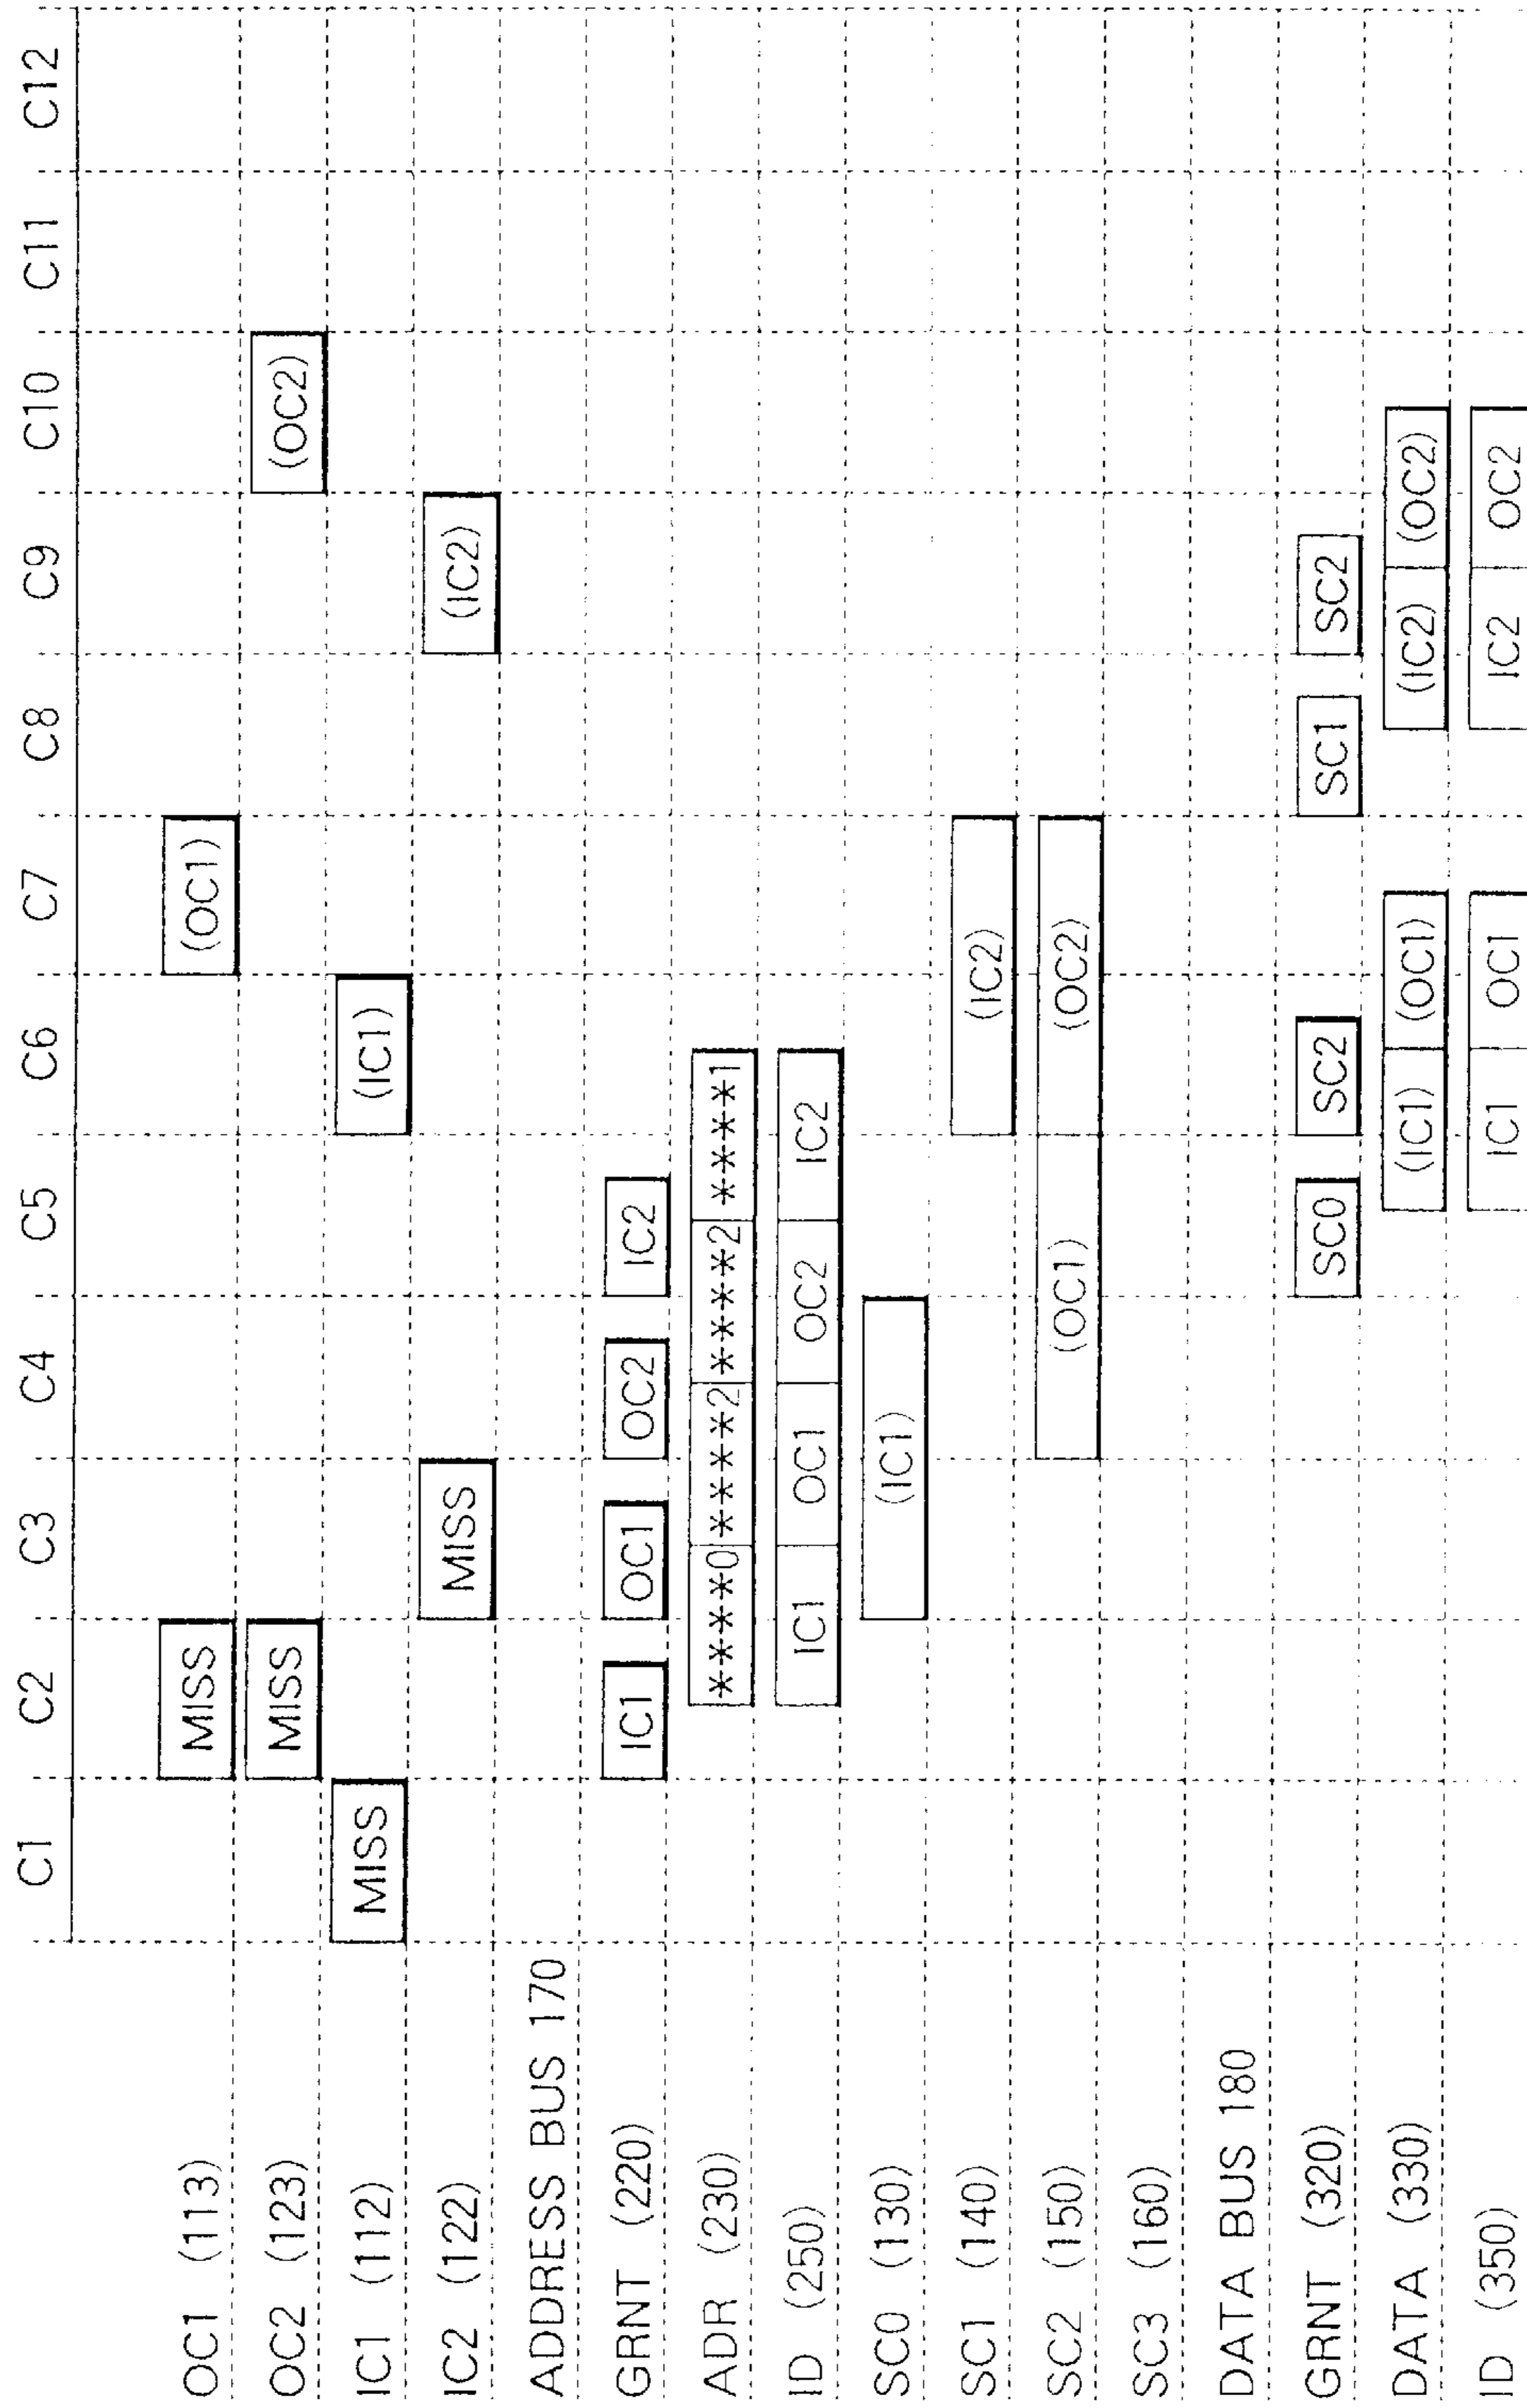 C1 C2 C3 C4 C5 C6 C7 C8 C9 C10 C11 C12
OC1 (113) MISS (OC1)
OC2 (123) MISS (OC2)
IC1 (112) MISS (IC1)
IC2 (122) MISS (IC2)
ADDRESS BUS 170
GRNT (220) IC1 OC1 OC2 IC2
ADR (230) ****0 ****2 ****2 ****1
ID (250) IC1 OC1 OC2 IC2
SC0 (130) (IC1)
SC1 (140) (IC2)
SC2 (150) (OC1) (OC2)
SC3 (160)
DATA BUS 180
GRNT (320) SC0 SC2 SC1 SC2
DATA (330) (IC1) (OC1) (IC2) (OC2)
ID (350) IC1 OC1 IC2 OC2